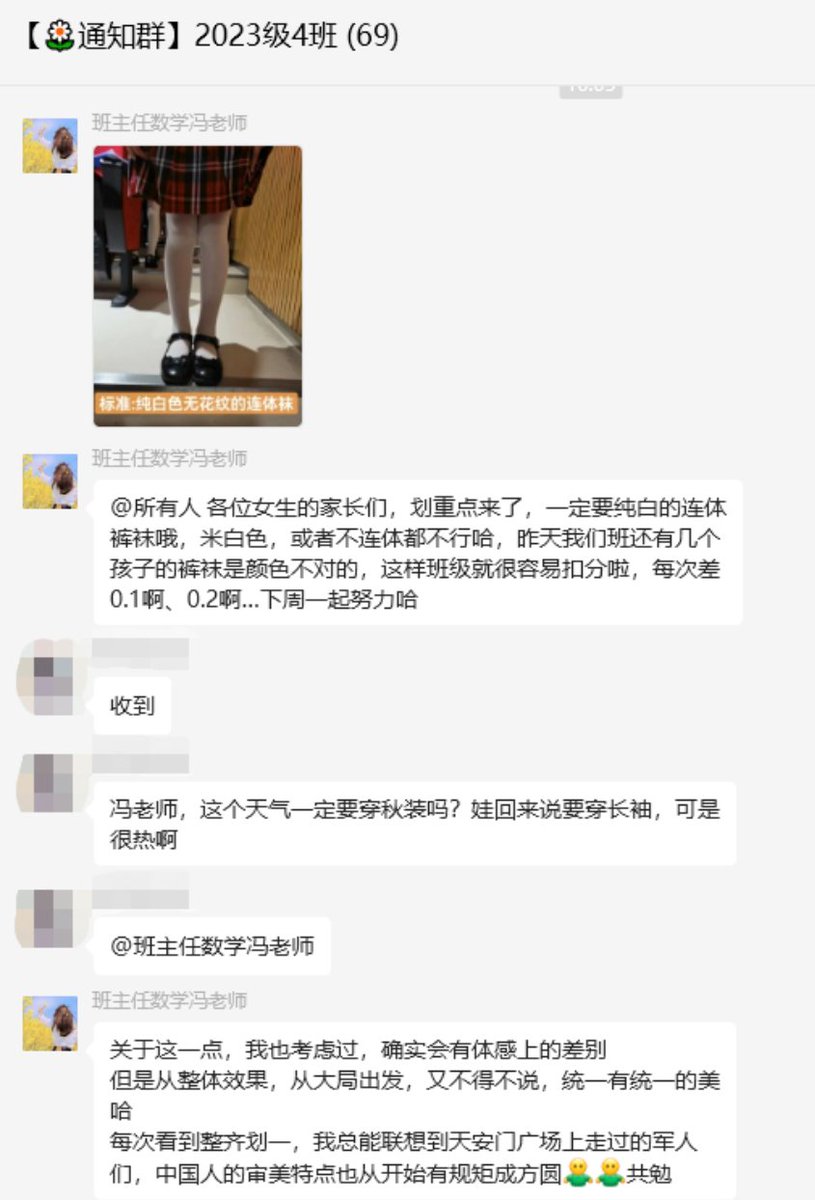 【通知群】2023级4班 (69)
班主任数学冯老师
标准:纯白色无花纹的连体袜
班主任数学冯老师
@所有人 各位女生的家长们，划重点来了，一定要纯白的连体
裤袜哦，米白色，或者不连体都不行哈，昨天我们班还有几个
孩子的裤袜是颜色不对的，这样班级就很容易扣分啦，每次差
0.1啊、0.2啊...下周一起努力哈
收到
冯老师，这个天气一定要穿秋装吗？娃回来说要穿长袖，可是
很热啊
@班主任数学冯老师
班主任数学冯老师
关于这一点，我也考虑过，确实会有体感上的差别
但是从整体效果，从大局出发，又不得不说，统一有统一的美
哈
每次看到整齐划一，我总能联想到天安门广场上走过的军人
们，中国人的审美特点也从开始有规矩成方圆共勉